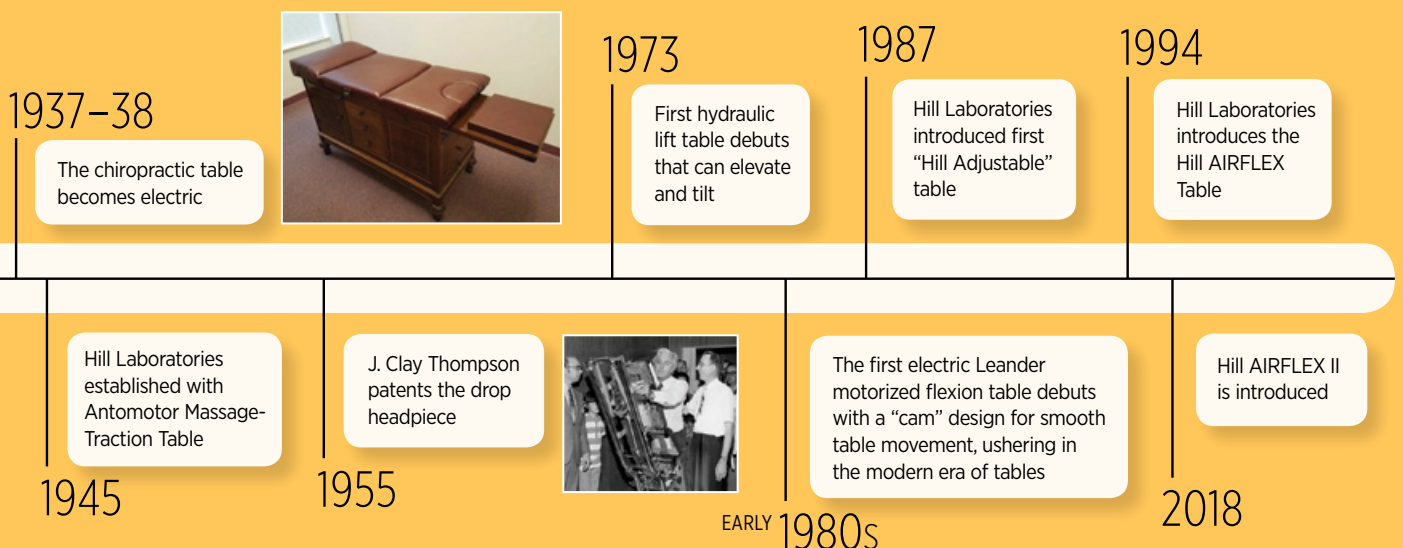 1937–38
The chiropractic table
becomes electric
1973
First hydraulic
lift table debuts
that can elevate
and tilt
1987
Hill Laboratories
introduced first
“Hill Adjustable”
table
1994
Hill Laboratories
introduces the
Hill AIRFLEX
Table
Hill Laboratories
established with
Antomotor Massage-
Traction Table
1945
J. Clay Thompson
patents the drop
headpiece
1955
The first electric Leander
motorized flexion table debuts
with a “cam” design for smooth
table movement, ushering in
the modern era of tables
EARLY 1980s
Hill AIRFLEX II
is introduced
2018